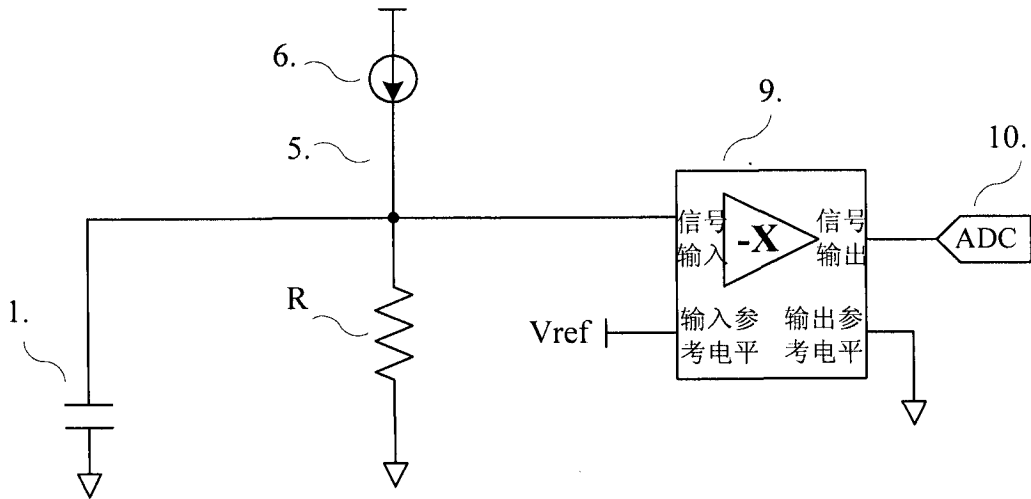 6.
9.
5.
10.
信号
输入
-X
信号
输出
ADC
R
1.
Vref
输入参
考电平
输出参
考电平